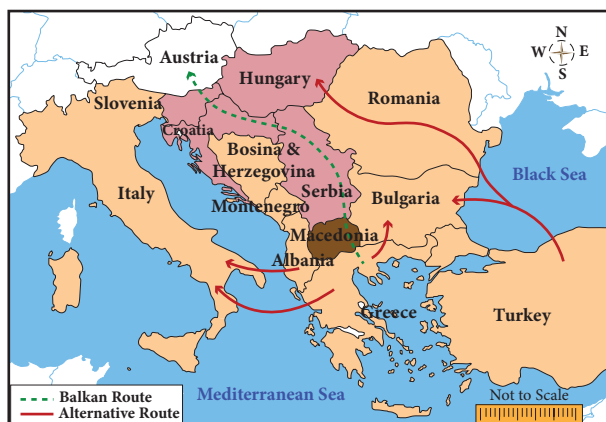 N
W E
S
Austria
Hungary
Slovenia
Romania
Croatia
Bosina &
Herzegovina
Black Sea
Italy
Serbia
Bulgaria
Montenegro
Macedonia
Albania
Greece
Turkey
Mediterranean Sea
Not to Scale
Balkan Route
Alternative Route